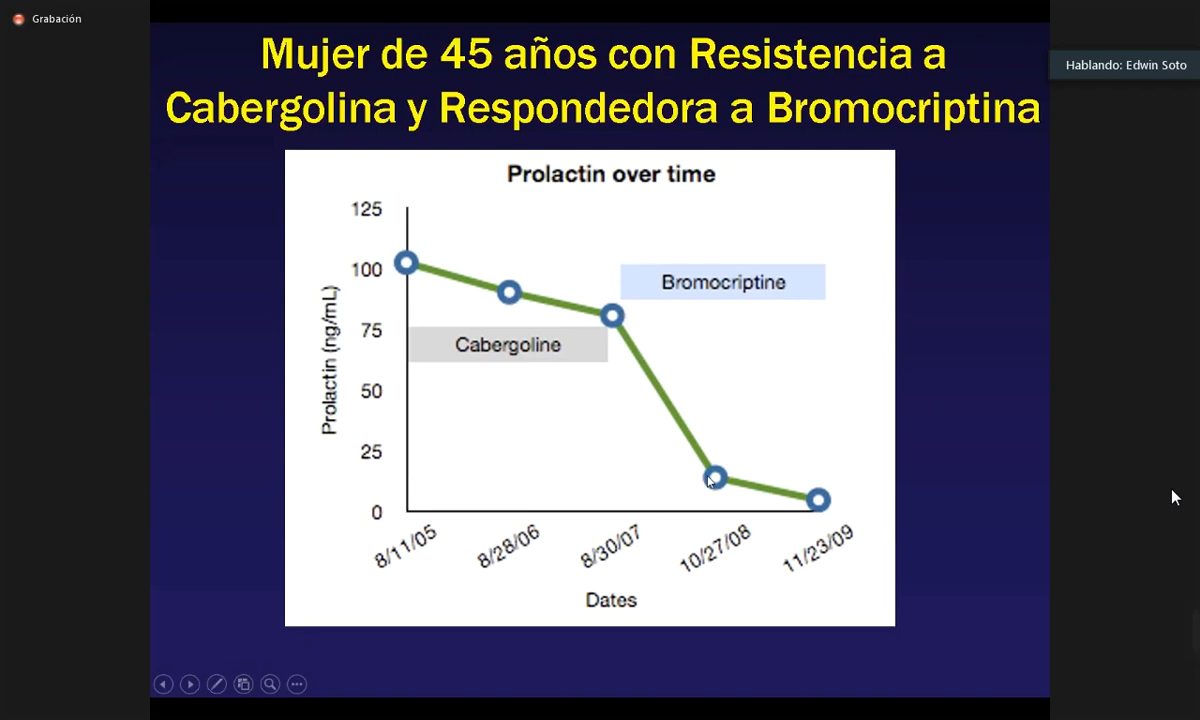 Grabación
Hablando: Edwin Soto
Mujer de 45 años con Resistencia a
Cabergolina y Respondedora a Bromocriptina
Prolactin over time
Prolactin (ng/mL)
125
100
75
50
25
0
Bromocriptine
Cabergoline
8/11/05
8/28/06
8/30/07
10/27/08
11/23/09
Dates